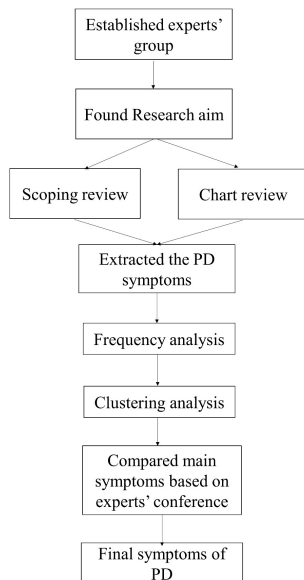 Established experts’
group
Found Research aim
Scoping review
Chart review
Extracted the PD
symptoms
Frequency analysis
Clustering analysis
Compared main
symptoms based on
experts’ conference
Final symptoms of
PD